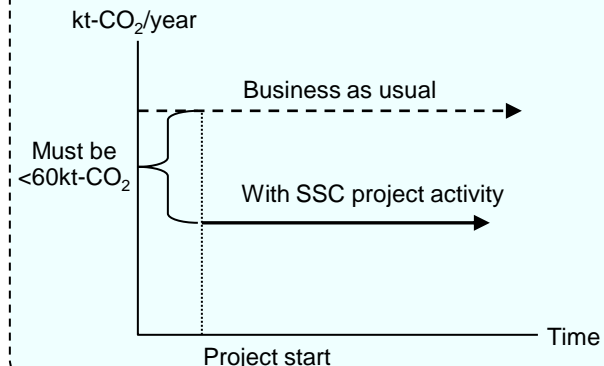 kt-CO₂/year
Business as usual
Must be
<60kt-CO₂
With SSC project activity
Time
Project start